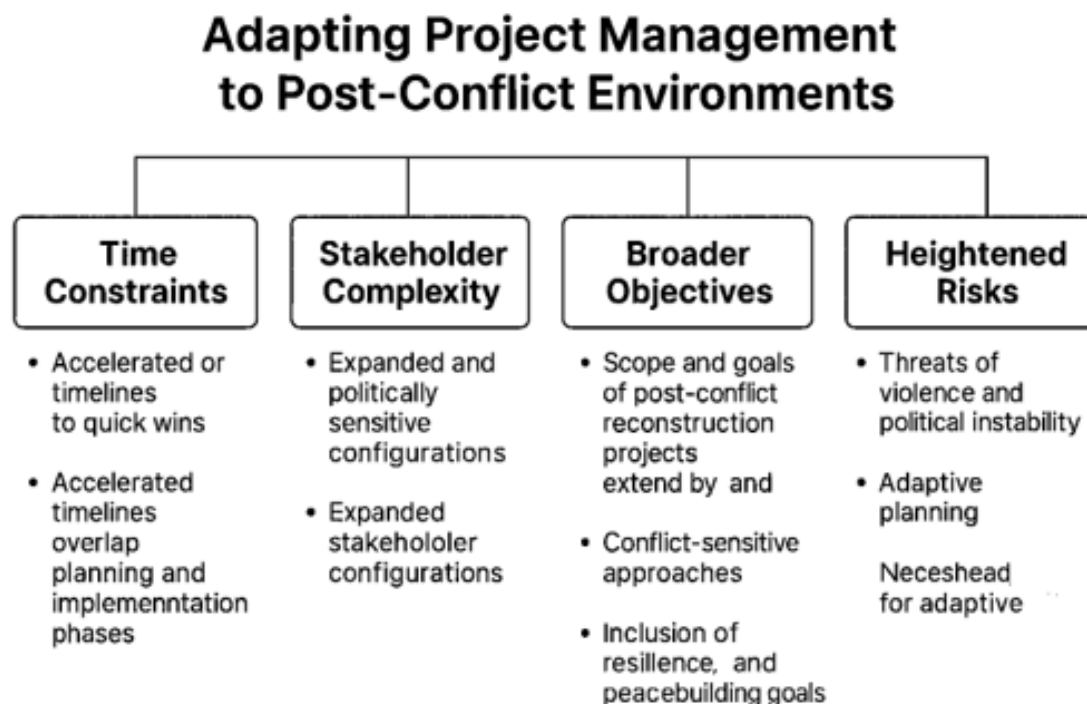 Adapting Project Management
to Post-Conflict Environments
Time
Constraints
• Accelerated or
timelines
to quick wins
• Accelerated
timelines
overlap
planning and
implemenntation
phases
Stakeholder
Complexity
• Expanded and
politically
sensitive
configurations
• Expanded
stakehololer
configurations
Broader
Objectives
• Scope and goals
of post-conflict
reconstruction
projects
extend by and
• Conflict-sensitive
approaches
• Inclusion of
resillence, and
peacebuilding goals
Heightened
Risks
• Threats of
violence and
political instability
• Adaptive
planning
Neceshead
for adaptive